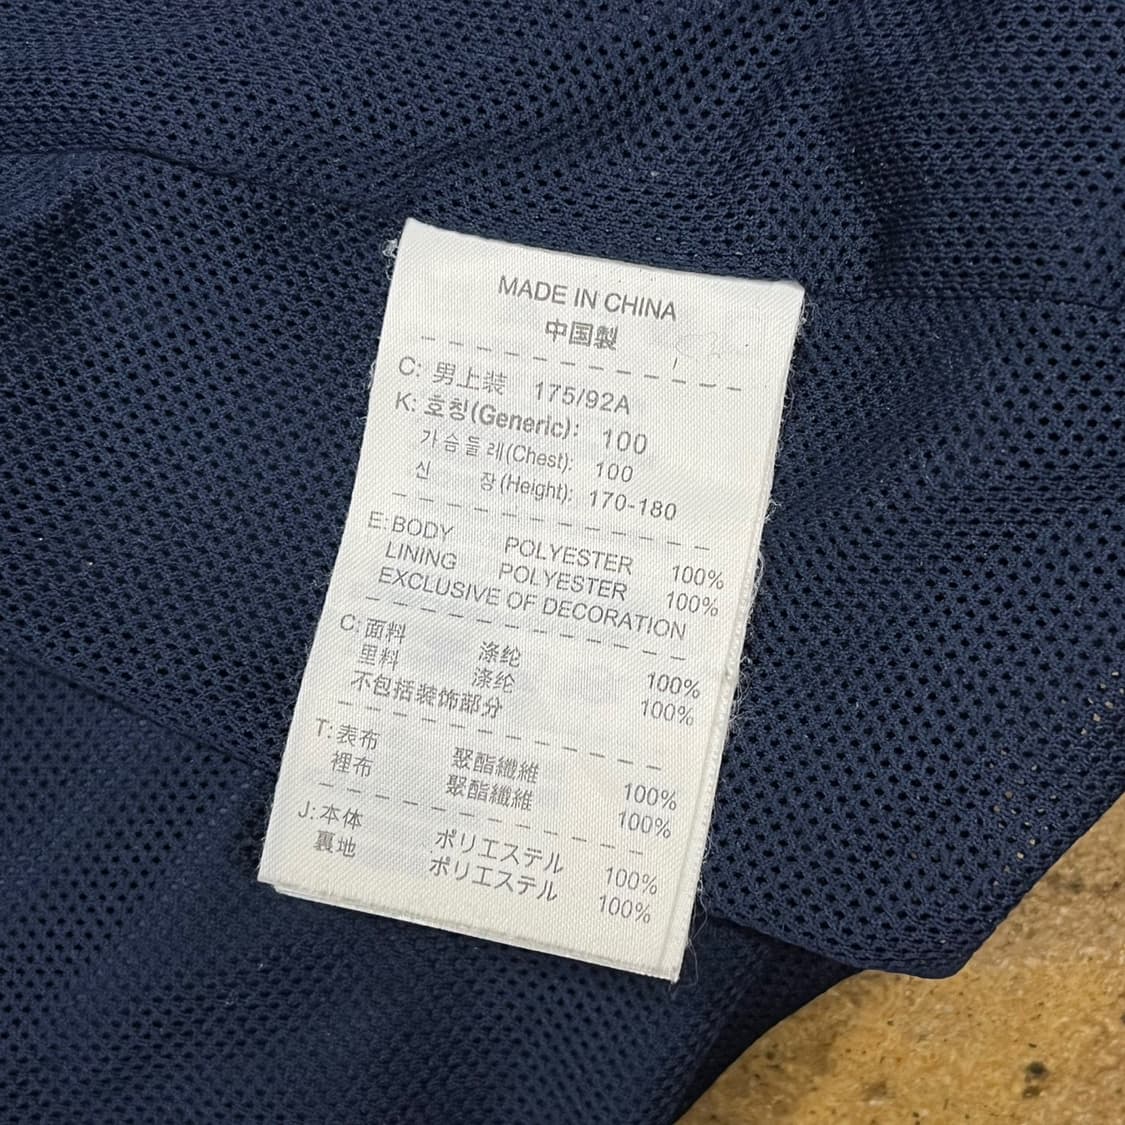 MADE IN CHINA
中国製
C: 男上装 175/92A
K: 호칭(Generic): 100
가슴둘레(Chest): 100
신 장(Height): 170-180
E: BODY POLYESTER 100%
LINING POLYESTER 100%
EXCLUSIVE OF DECORATION
C: 面料 涤纶 100%
里料 涤纶 100%
不包括装饰部分
T: 表布 聚酯纖維 100%
裡布 聚酯纖維 100%
J: 本体 ポリエステル 100%
裏地 ポリエステル 100%